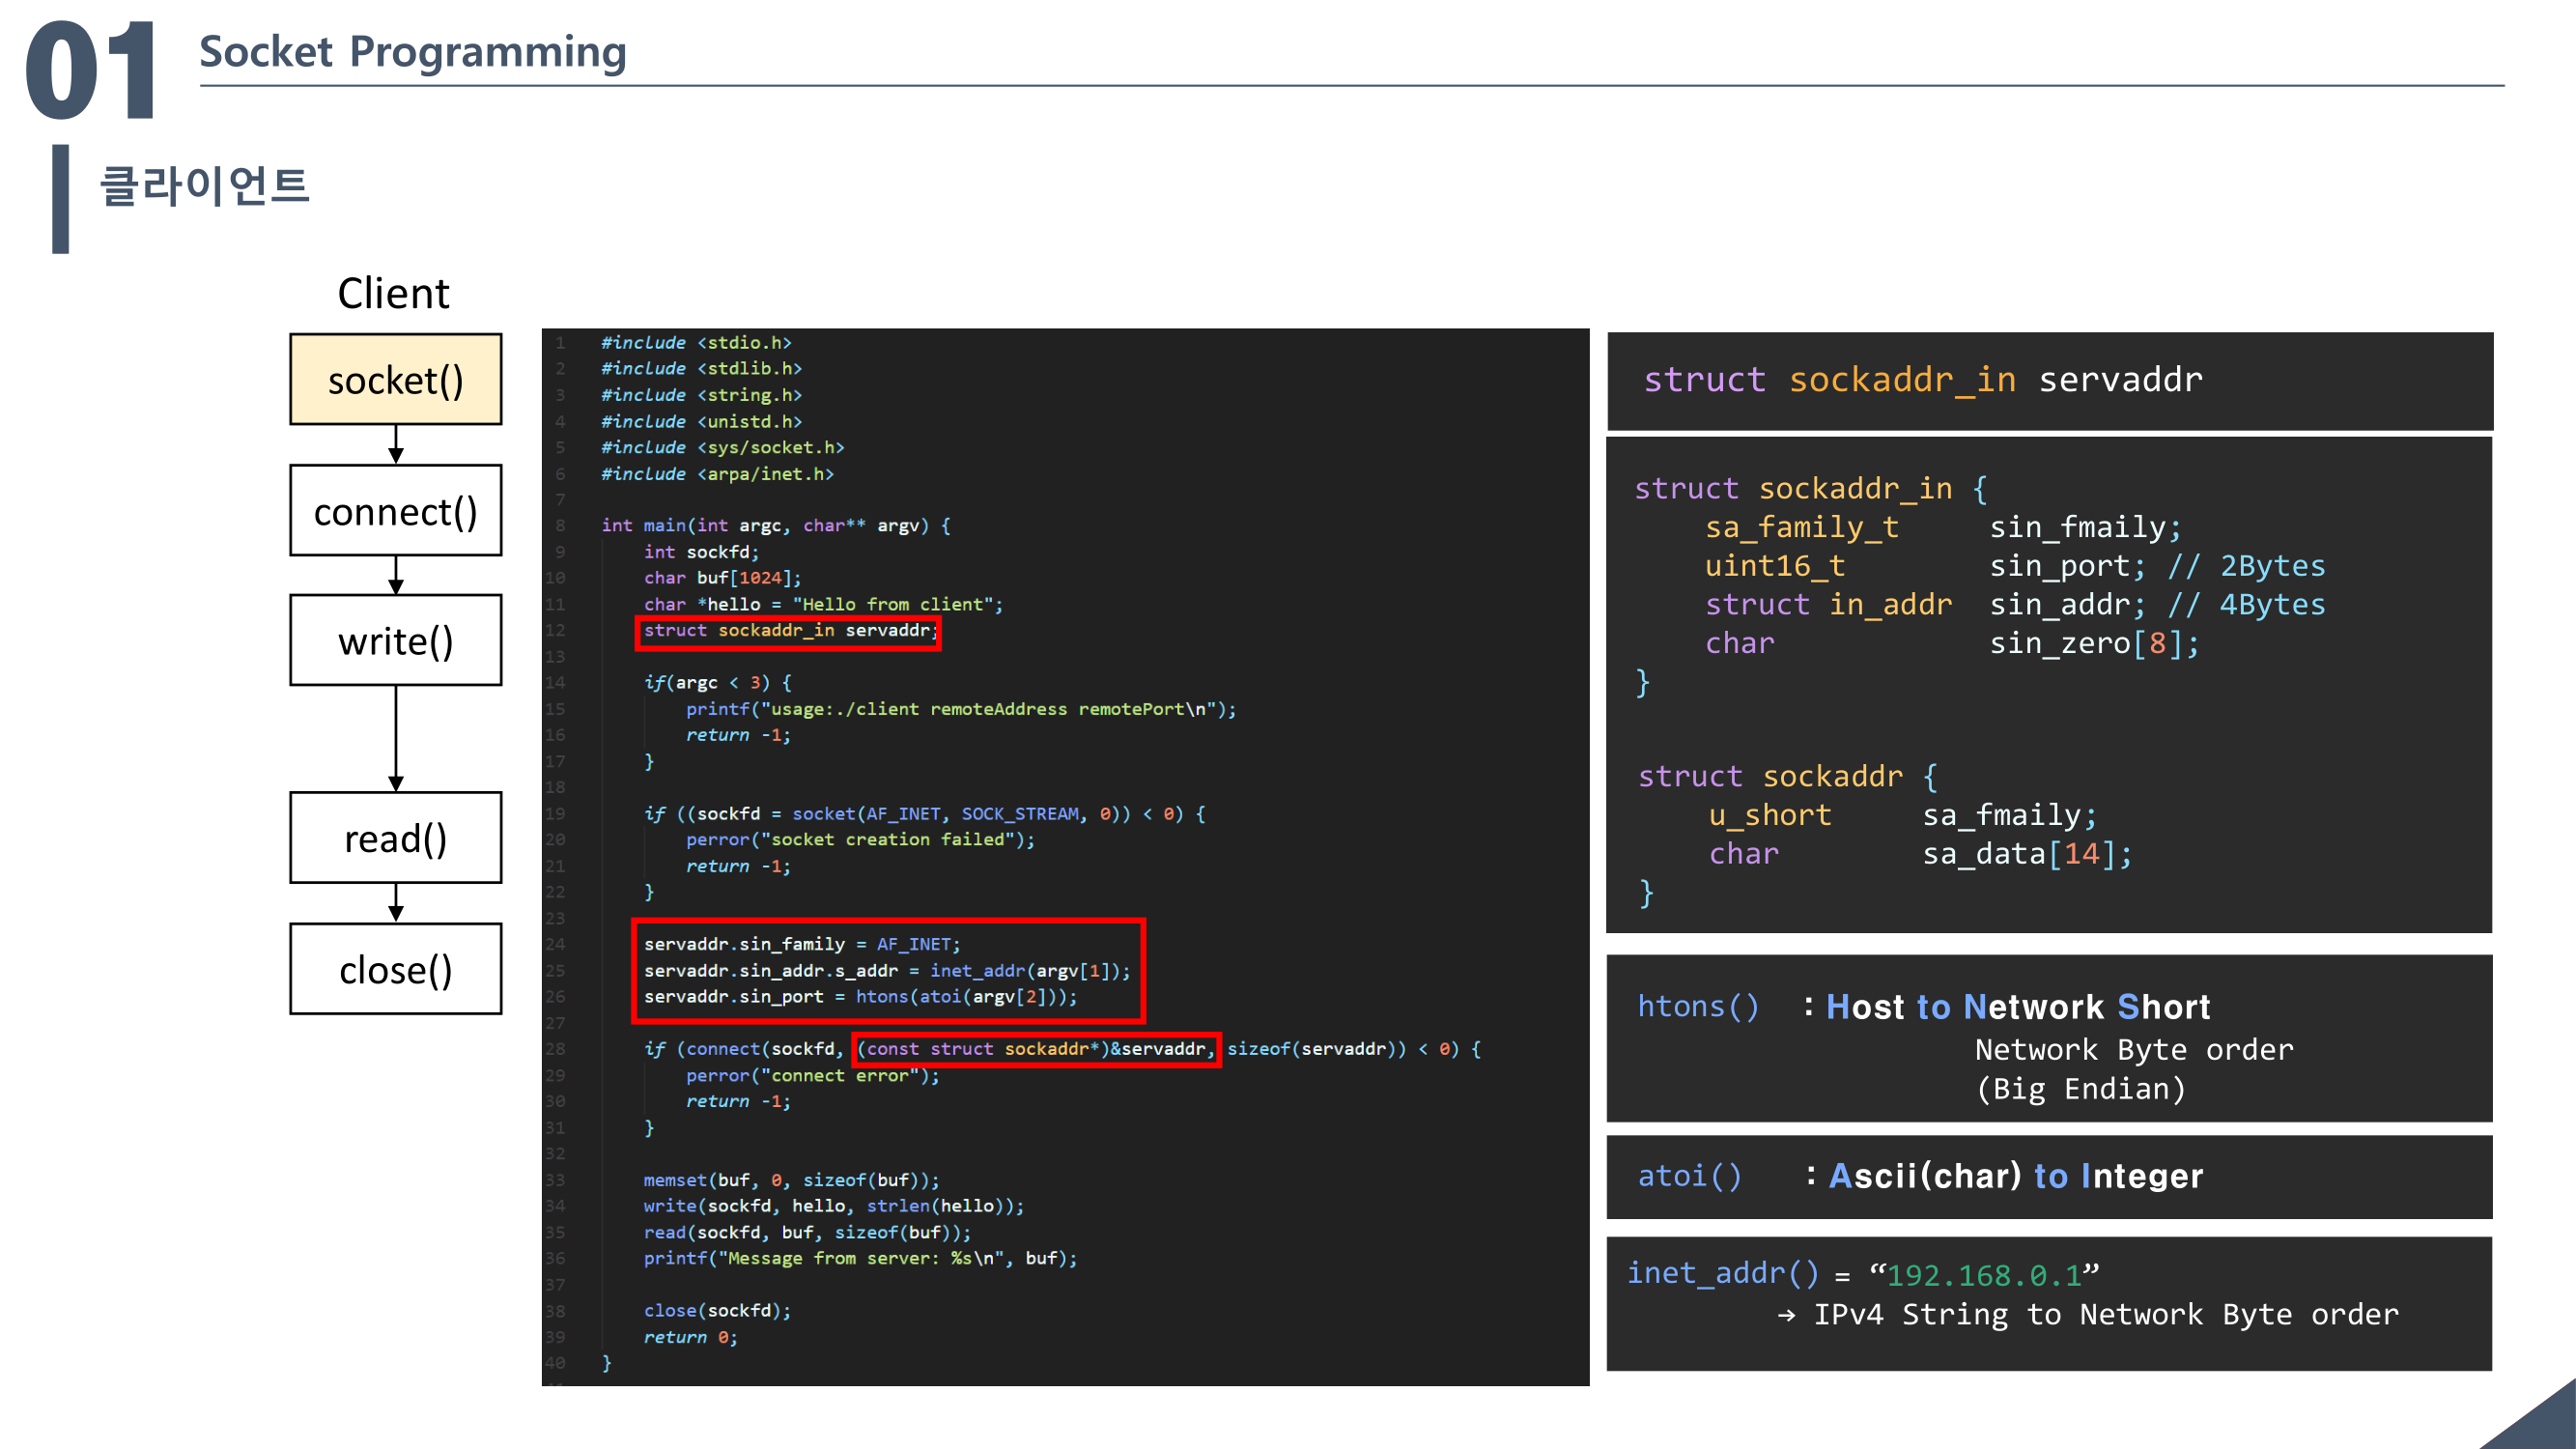 01
Socket Programming
클라이언트
Client
socket()
connect()
write()
read()
close()
1 #include <stdio.h>
2 #include <stdlib.h>
3 #include <string.h>
4 #include <unistd.h>
5 #include <sys/socket.h>
6 #include <arpa/inet.h>
7
8 int main(int argc, char** argv) {
9     int sockfd;
10     char buf[1024];
11     char *hello = "Hello from client";
12     struct sockaddr_in servaddr;
13
14     if(argc < 3) {
15         printf("usage:./client remoteAddress remotePort\n");
16         return -1;
17     }
18
19     if ((sockfd = socket(AF_INET, SOCK_STREAM, 0)) < 0) {
20         perror("socket creation failed");
21         return -1;
22     }
23
24     servaddr.sin_family = AF_INET;
25     servaddr.sin_addr.s_addr = inet_addr(argv[1]);
26     servaddr.sin_port = htons(atoi(argv[2]));
27
28     if (connect(sockfd, (const struct sockaddr*)&servaddr, sizeof(servaddr)) < 0) {
29         perror("connect error");
30         return -1;
31     }
32
33     memset(buf, 0, sizeof(buf));
34     write(sockfd, hello, strlen(hello));
35     read(sockfd, buf, sizeof(buf));
36     printf("Message from server: %s\n", buf);
37
38     close(sockfd);
39     return 0;
40 }
struct sockaddr_in servaddr
struct sockaddr_in {
sa_family_t sin_fmaily;
uint16_t sin_port; // 2Bytes
struct in_addr sin_addr; // 4Bytes
char sin_zero[8];
}
struct sockaddr {
u_short sa_fmaily;
char sa_data[14];
}
htons() : Host to Network Short
Network Byte order
(Big Endian)
atoi() : Ascii(char) to Integer
inet_addr() = “192.168.0.1”
→ IPv4 String to Network Byte order